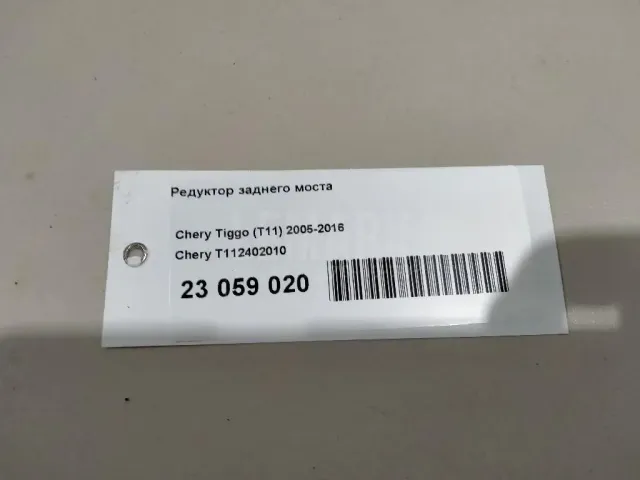 Редуктор заднего моста
Chery Tiggo (T11) 2005-2016
Chery T112402010
23 059 020